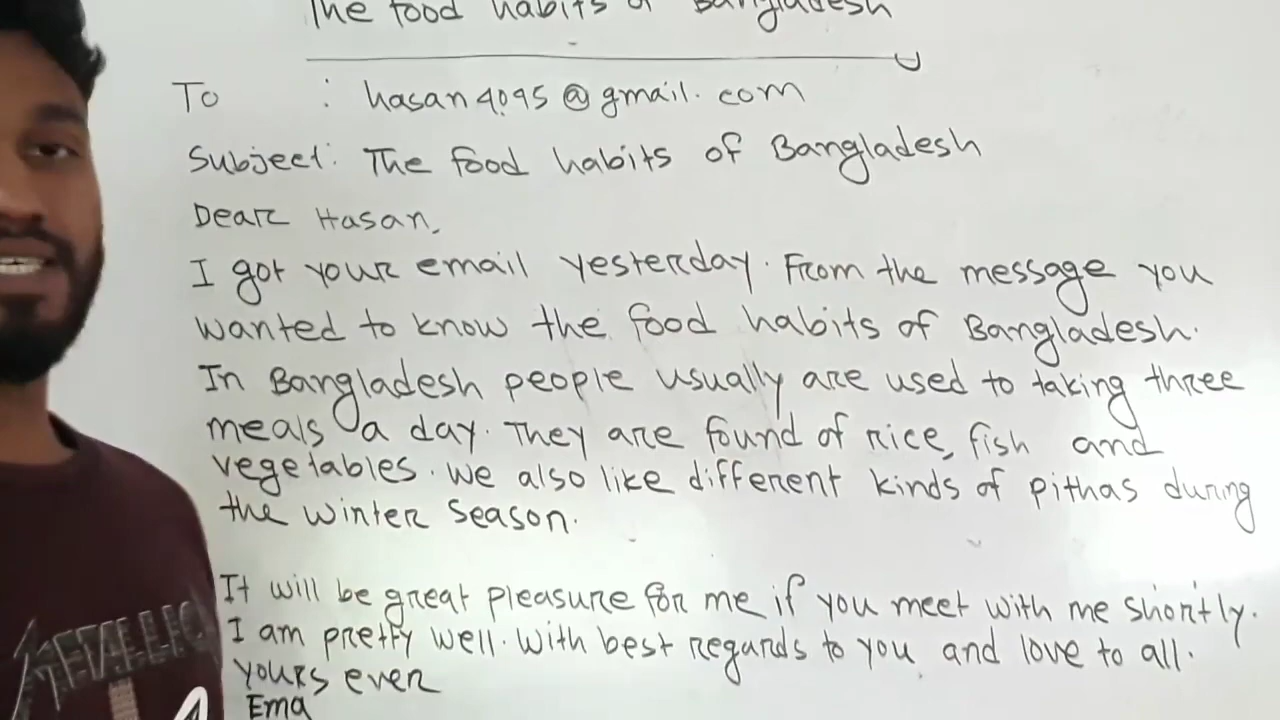 The food habits of Bangladesh
To : hasan4095@gmail.com
Subject: The food habits of Bangladesh
Dear Hasan,
I got your email yesterday. From the message you
wanted to know the food habits of Bangladesh.
In Bangladesh people usually are used to taking three
meals a day. They are found of rice, fish and
vegetables. We also like different kinds of pithas during
the winter season.
It will be great pleasure for me if you meet with me shortly.
I am pretty well. With best regards to you and love to all.
yours ever
Ema
METALLIC